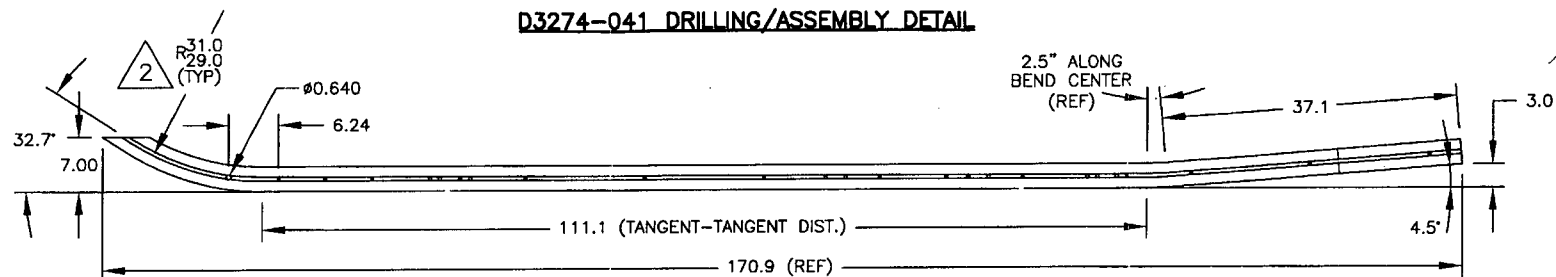 D3274-041 DRILLING/ASSEMBLY DETAIL
2
R31.0
29.0
(TYP)
ø0.640
6.24
32.7°
7.00
2.5" ALONG
BEND CENTER
(REF)
37.1
3.0
4.5°
111.1 (TANGENT-TANGENT DIST.)
170.9 (REF)